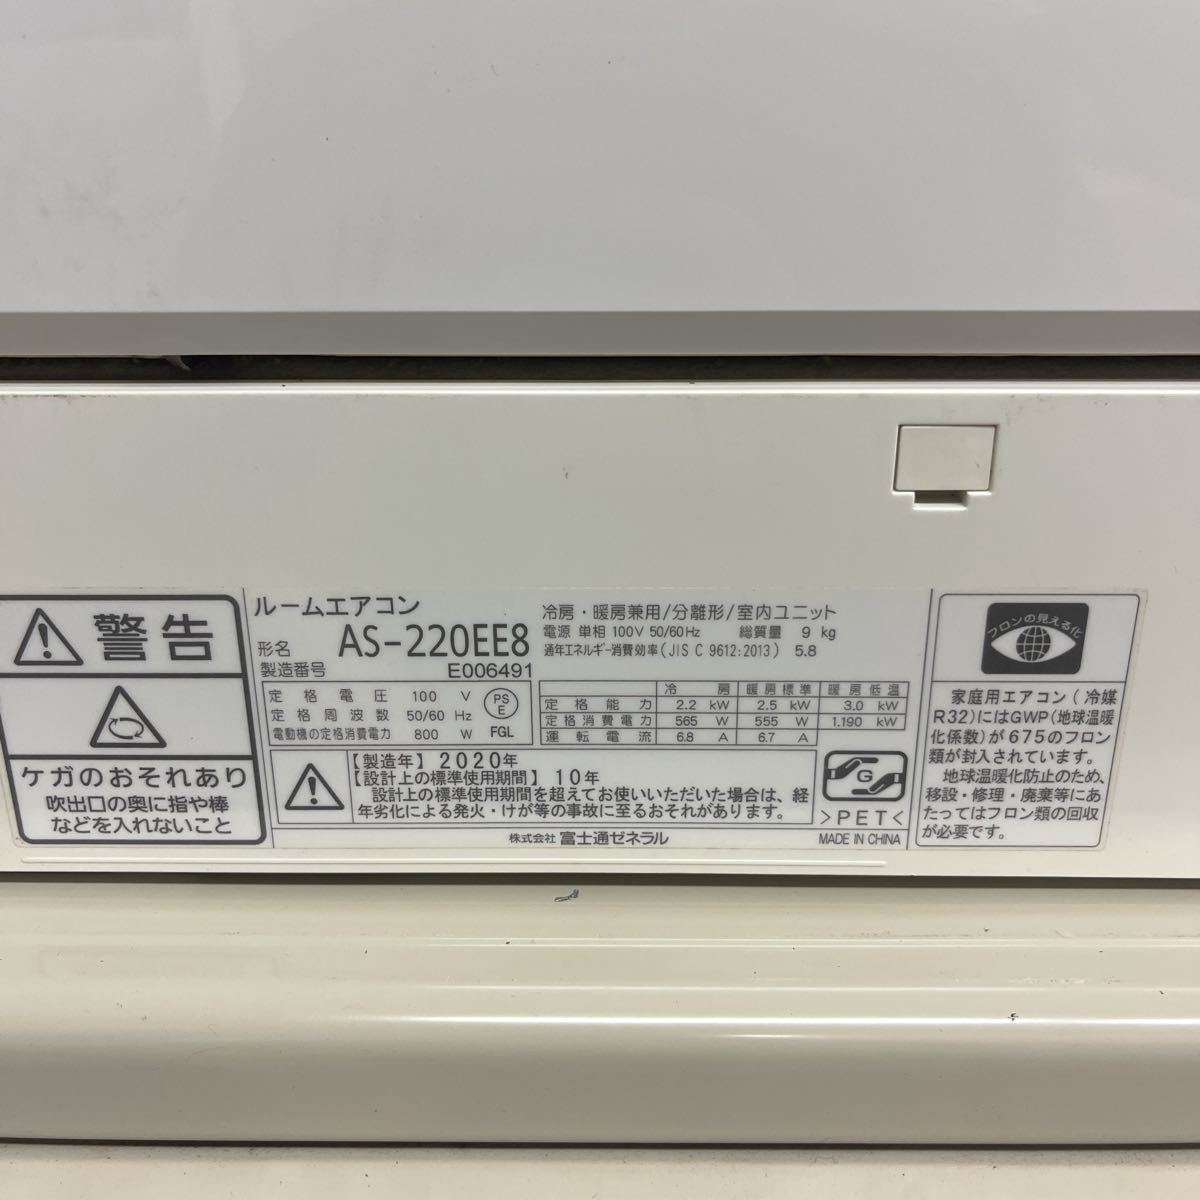 警告
ケガのおそれあり
吹出口の奥に指や棒
などを入れないこと
ルームエアコン
形名 AS-220EE8
製造番号 E006491
冷房・暖房兼用/分離形/室内ユニット
電源 単相 100V 50/60Hz 総質量 9 kg
通年エネルギー消費効率(JIS C 9612:2013) 5.8
定格電圧 100 V
定格周波数 50/60 Hz
電動機の定格消費電力 800 W
PS
E
FGL
冷房 暖房標準 暖房低温
定格能力 2.2 kW 2.5 kW 3.0 kW
定格消費電力 565 W 555 W 1.190 kW
運転電流 6.8 A 6.7 A
【製造年】2020年
【設計上の標準使用期間】10年
設計上の標準使用期間を超えてお使いいただいた場合は、経
年劣化による発火・けが等の事故に至るおそれがあります。
G
>PET<
株式会社 富士通ゼネラル
MADE IN CHINA
フロンの見える化
家庭用エアコン(冷媒
R32)にはGWP(地球温暖
化係数)が675のフロン
類が封入されています。
地球温暖化防止のため、
移設・修理・廃棄等にあ
たってはフロン類の回収
が必要です。